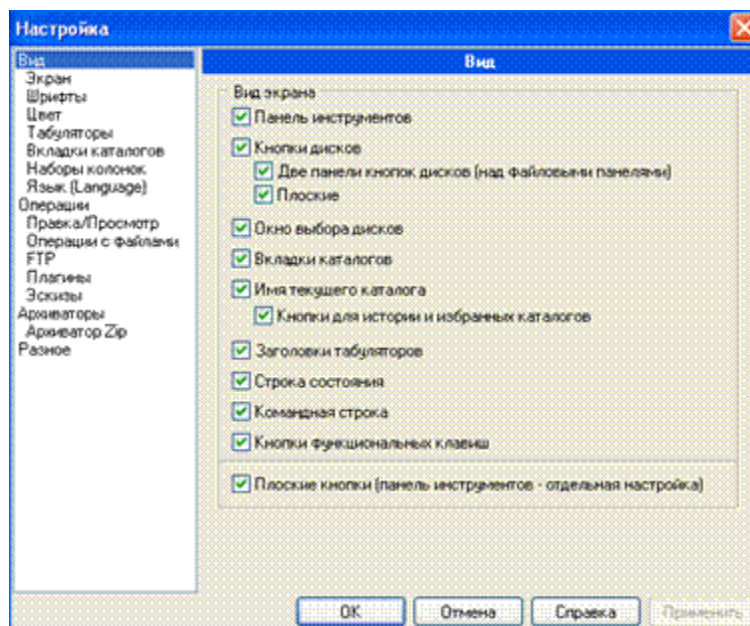 Настройка
Вид
Экран
Шрифты
Цвет
Табуляторы
Вкладки каталогов
Наборы колонок
Язык (Language)
Операции
Правка/Просмотр
Операции с файлами
FTP
Плагины
Эскизы
Архиваторы
Архиватор Zip
Разное
Вид
Вид экрана
Панель инструментов
Кнопки дисков
Две панели кнопок дисков (над файловыми панелями)
Плоские
Окно выбора дисков
Вкладки каталогов
Имя текущего каталога
Кнопки для истории и избранных каталогов
Заголовки табуляторов
Строка состояния
Командная строка
Кнопки функциональных клавиш
Плоские кнопки (панель инструментов - отдельная настройка)
OK
Отмена
Справка
Применить